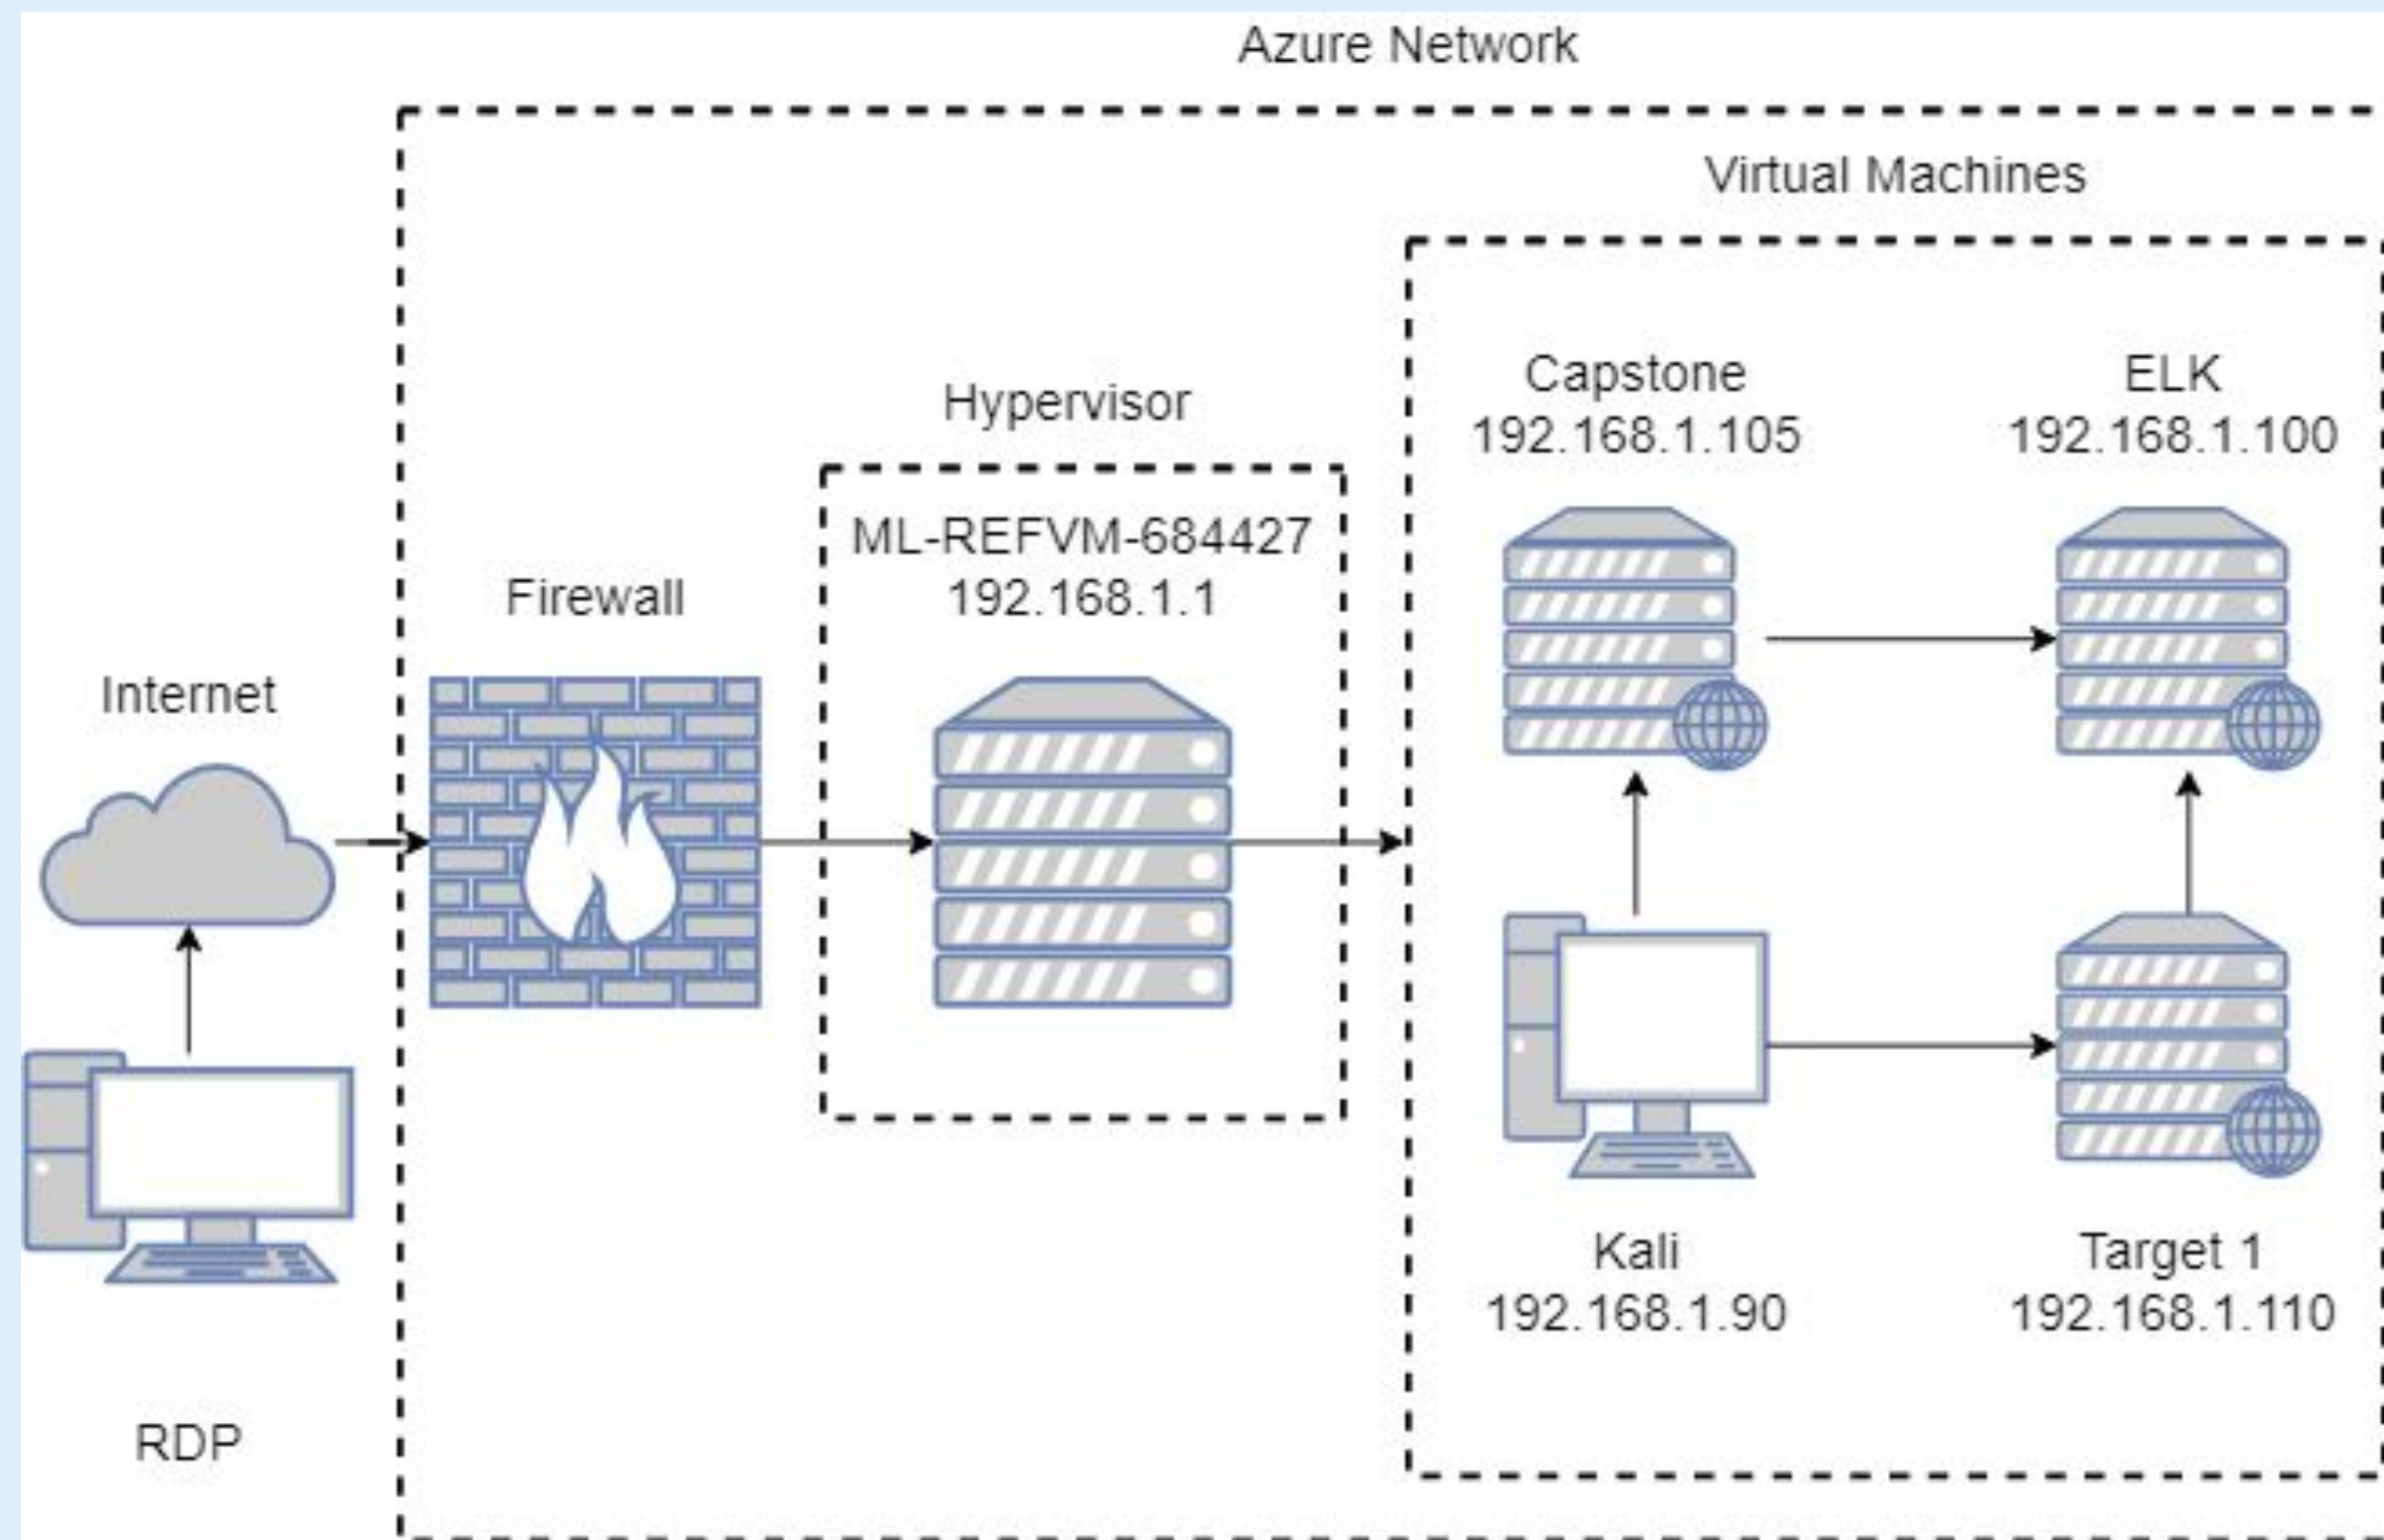 Azure Network
Virtual Machines
Capstone
192.168.1.105
ELK
192.168.1.100
Hypervisor
ML-REFVM-684427
192.168.1.1
Firewall
Internet
Kali
192.168.1.90
Target 1
192.168.1.110
RDP